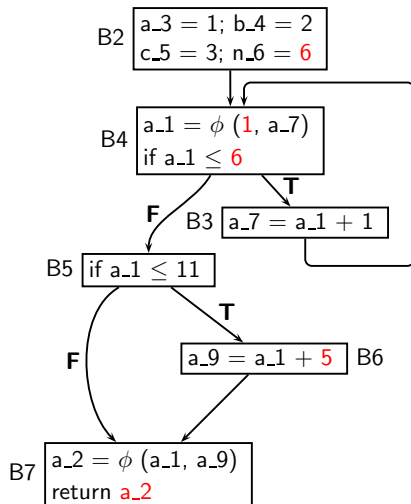 B2
a_3 = 1; b_4 = 2
c_5 = 3; n_6 = 6
B4
a_1 = ϕ (1, a_7)
if a_1 ≤ 6
F
T
B3
a_7 = a_1 + 1
B5
if a_1 ≤ 11
F
T
a_9 = a_1 + 5
B6
B7
a_2 = ϕ (a_1, a_9)
return a_2